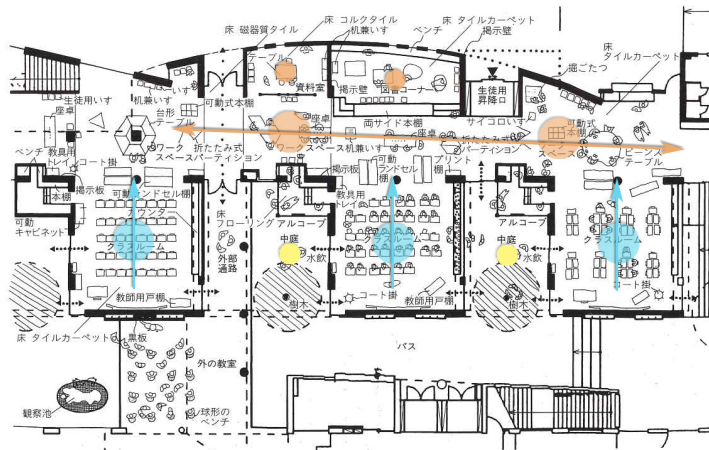 床 磁器質タイル
床 コルクタイル
机兼いす
ベンチ
床 タイルカーペット
掲示壁
床
タイルカーペット
テーブル
資料室
図書コーナー
掲示壁
生徒用
昇降口
掘ごたつ
生徒用いす
座卓
いす
机兼いす
可動式本棚
台形
テーブル
座卓
両サイド本棚
サイコロいす
可動式
本棚
ワーク
スペース
折たたみ式
パーティション
ワーク
スペース
机兼いす
座卓
折たたみ式
パーティション
ワーク
スペース
ビーンズ
テーブル
ベンチ
教具用
トレイ
コート掛
掲示板
本棚
可動ランドセル棚
カウンター
可動
キャビネット
クラスルーム
床
フローリング
外部
通路
掲示板
教具用
トレイ
可動
ランドセル
棚
プリント
棚
アルコーブ
中庭
水飲
樹木
クラスルーム
コート掛
教師用戸棚
アルコーブ
中庭
水飲
樹木
クラスルーム
コート掛
教師用戸棚
床 タイルカーペット
黒板
外の教室
バス
観察池
球形の
ベンチ